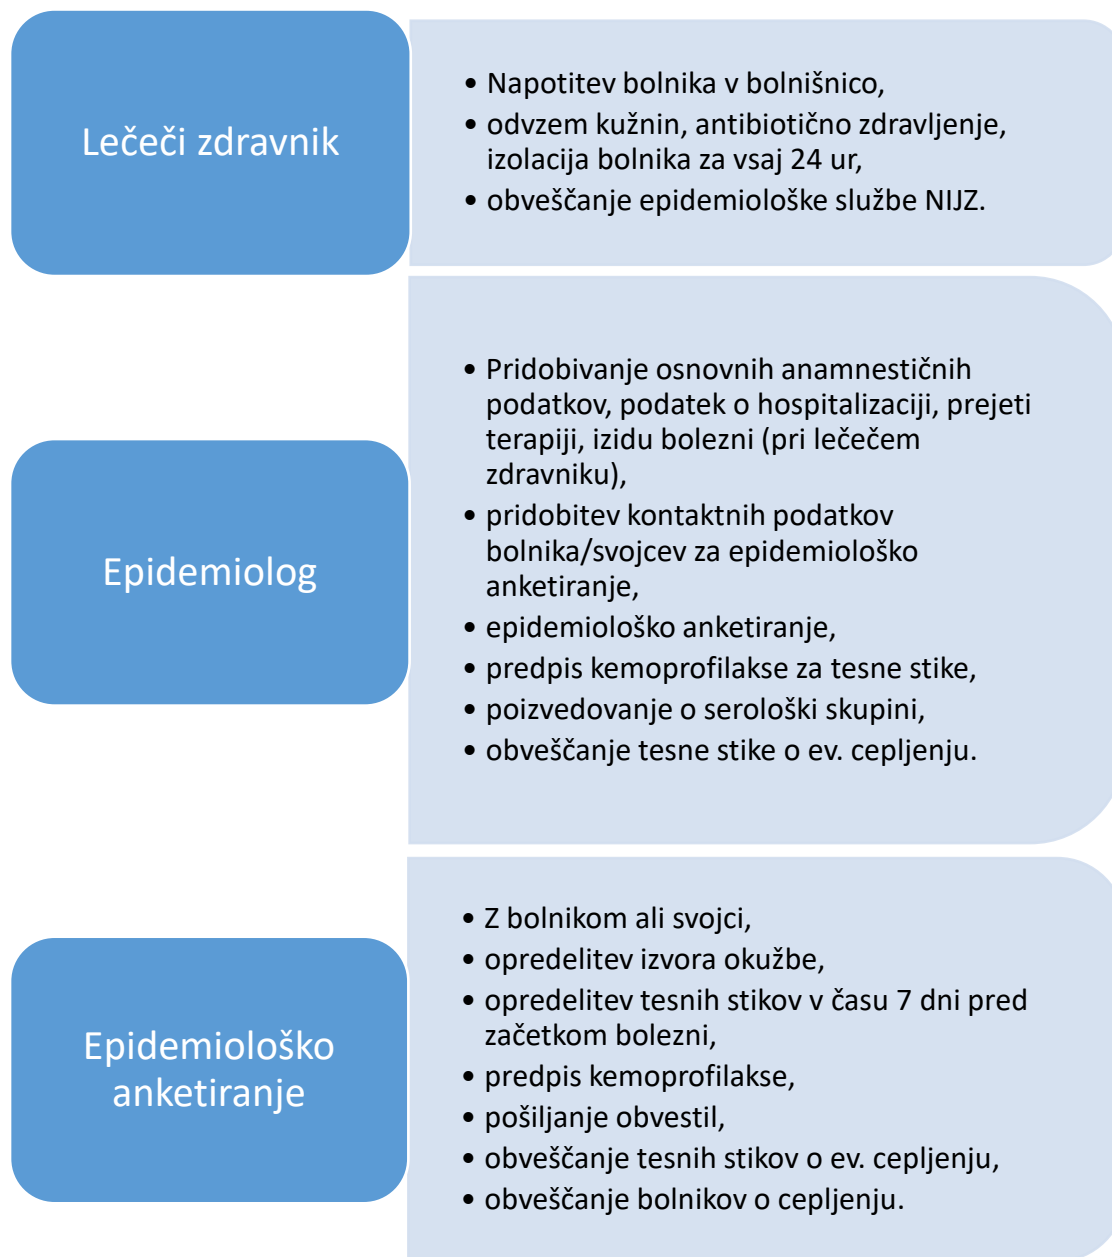 Lečeči zdravnik
• Napotitev bolnika v bolnišnico,
• odvzem kužnin, antibiotično zdravljenje,
izolacija bolnika za vsaj 24 ur,
• obveščanje epidemiološke službe NIJZ.
Epidemiolog
• Pridobivanje osnovnih anamnestičnih
podatkov, podatek o hospitalizaciji, prejeti
terapiji, izidu bolezni (pri lečečem
zdravniku),
• pridobitev kontaktnih podatkov
bolnika/svojcev za epidemiološko
anketiranje,
• epidemiološko anketiranje,
• predpis kemoprofilakse za tesne stike,
• poizvedovanje o serološki skupini,
• obveščanje tesne stike o ev. cepljenju.
Epidemiološko
anketiranje
• Z bolnikom ali svojci,
• opredelitev izvora okužbe,
• opredelitev tesnih stikov v času 7 dni pred
začetkom bolezni,
• predpis kemoprofilakse,
• pošiljanje obvestil,
• obveščanje tesnih stikov o ev. cepljenju,
• obveščanje bolnikov o cepljenju.